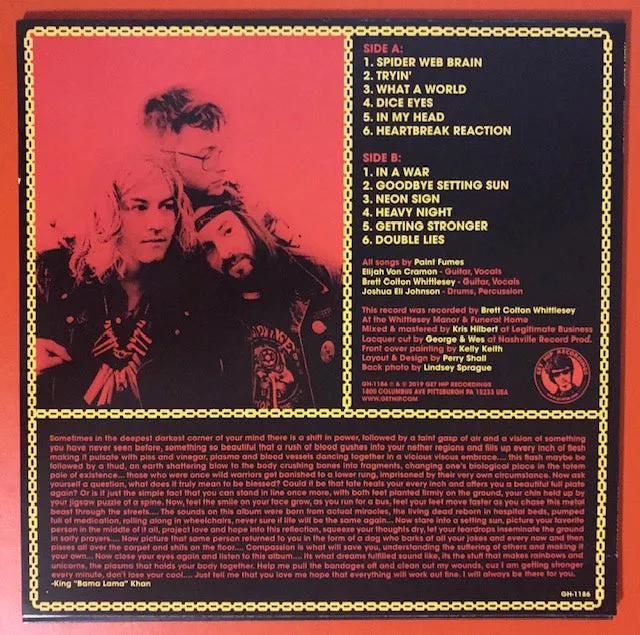 SIDE A:
1. SPIDER WEB BRAIN
2. TRYIN'
3. WHAT A WORLD
4. DICE EYES
5. IN MY HEAD
6. HEARTBREAK REACTION
SIDE B:
1. IN A WAR
2. GOODBYE SETTING SUN
3. NEON SIGN
4. HEAVY NIGHT
5. GETTING STRONGER
6. DOUBLE LIES
All songs by Paint Fumes
Elijah Von Cramon - Guitar, Vocals
Brett Colton Whittlesey - Guitar, Vocals
Joshua Eli Johnson - Drums, Percussion
This record was recorded by Brett Colton Whittlesey
At the Whittlesey Manor & Funeral Home
Mixed & mastered by Kris Hilbert at Legitimate Business
Lacquer cut by George & Wes at Nashville Record Prod.
Front cover painting by Kelly Keith
Layout & Design by Perry Shall
Back photo by Lindsey Sprague
GH-1186 ℗ & © 2019 GET HIP RECORDINGS
1800 COLUMBUS AVE PITTSBURGH PA 15233 USA
WWW.GETHIP.COM
GET HIP RECORDINGS
Sometimes in the deepest darkest corner of your mind there is a shift in power, followed by a faint gasp of air and a vision of something
you have never seen before, something so beautiful that a rush of blood gushes into your nether regions and fills up every inch of flesh
making it pulsate with piss and vinegar, plasma and blood vessels dancing together in a vicious viscous embrace.... this flash maybe be
followed by a thud, an earth shattering blow to the body crushing bones into fragments, changing one's biological place in the totem
pole of existence... those who were once wild warriors get banished to a lower rung, imprisoned by their very own circumstance. Now ask
yourself a question, what does it truly mean to be blessed? Could it be that fate heals your every inch and offers you a beautiful full plate
again? Or is it just the simple fact that you can stand in line once more, with both feet planted firmly on the ground, your chin held up by
your jigsaw puzzle of a spine. Now, feel the smile on your face grow, as you run for a bus, feel your feet move faster as you chase this metal
beast through the streets.... The sounds on this album were born from actual miracles, the living dead reborn in hospital beds, pumped
full of medication, rolling along in wheelchairs, never sure if life will be the same again... Now stare into a setting sun, picture your favorite
person in the middle of it all, project love and hope into this reflection, squeeze your thoughts dry, let your teardrops inseminate the ground
in salty prayers.... Now picture that same person returned to you in the form of a dog who barks at all your jokes and every now and then
pisses all over the carpet and shits on the floor.... Compassion is what will save you, understanding the suffering of others and making it
your own... Now close your eyes again and listen to this album.... its what dreams fulfilled sound like, its the stuff that makes rainbows and
unicorns, the plasma that holds your body together. Help me pull the bandages off and clean out my wounds, cuz I am getting stronger
every minute, don't lose your cool.... Just tell me that you love me hope that everything will work out fine. I will always be there for you.
-King "Bama Lama" Khan
GH-1186